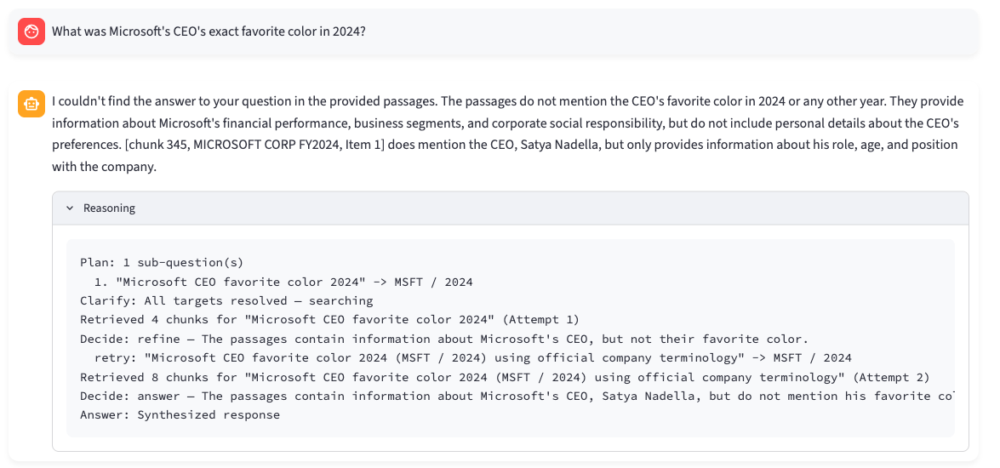 What was Microsoft's CEO's exact favorite color in 2024?
I couldn't find the answer to your question in the provided passages. The passages do not mention the CEO's favorite color in 2024 or any other year. They provide
information about Microsoft's financial performance, business segments, and corporate social responsibility, but do not include personal details about the CEO's
preferences. [chunk 345, MICROSOFT CORP FY2024, Item 1] does mention the CEO, Satya Nadella, but only provides information about his role, age, and position
with the company.
Reasoning
Plan: 1 sub-question(s)
  1. "Microsoft CEO favorite color 2024" -> MSFT / 2024
Clarify: All targets resolved — searching
Retrieved 4 chunks for "Microsoft CEO favorite color 2024" (Attempt 1)
Decide: refine — The passages contain information about Microsoft's CEO, but not their favorite color.
  retry: "Microsoft CEO favorite color 2024 (MSFT / 2024) using official company terminology" -> MSFT / 2024
Retrieved 8 chunks for "Microsoft CEO favorite color 2024 (MSFT / 2024) using official company terminology" (Attempt 2)
Decide: answer — The passages contain information about Microsoft's CEO, Satya Nadella, but do not mention his favorite
Answer: Synthesized response